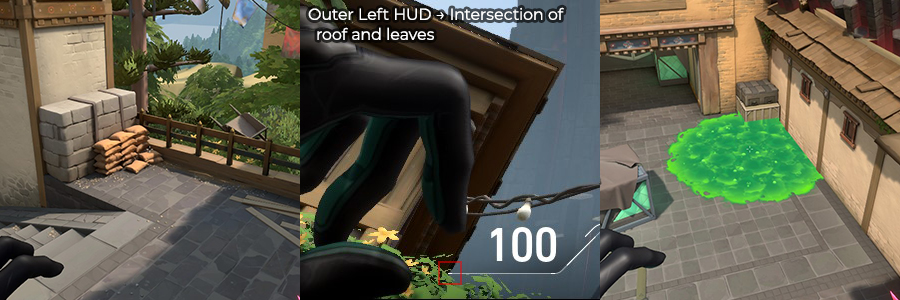 Outer Left HUD → Intersection of
roof and leaves
100